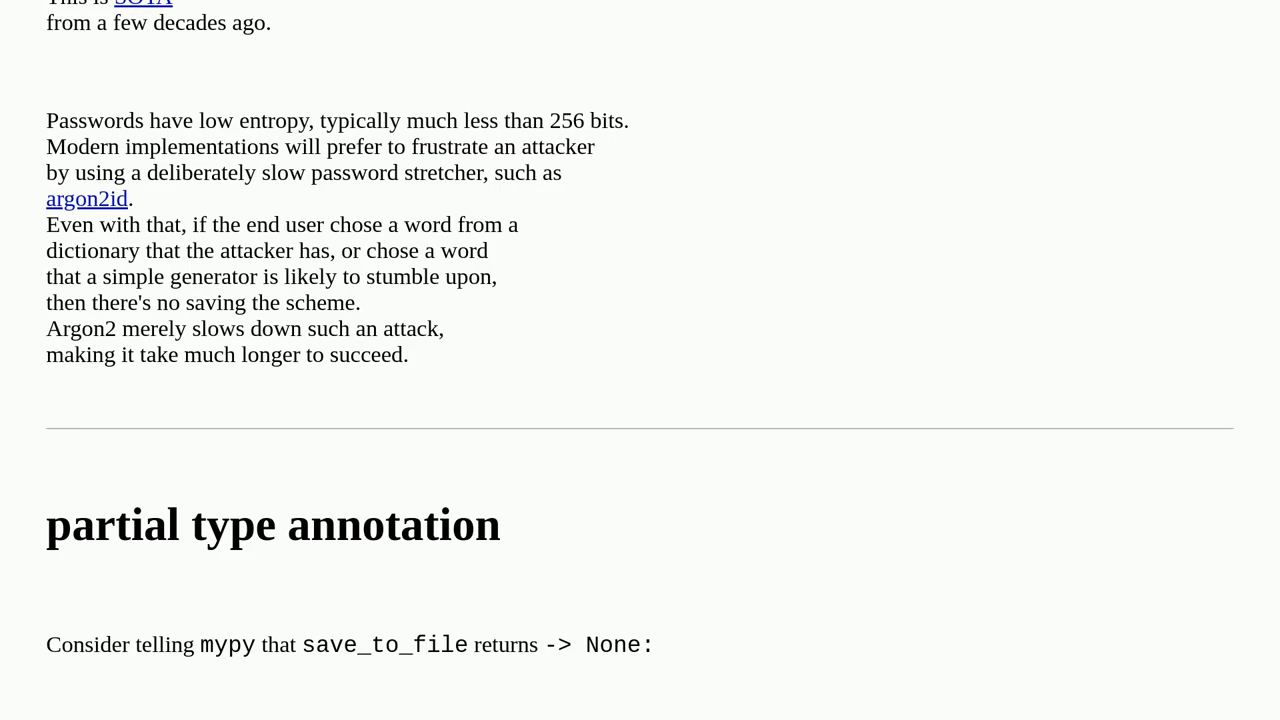 This is SOTA
from a few decades ago.
Passwords have low entropy, typically much less than 256 bits.
Modern implementations will prefer to frustrate an attacker
by using a deliberately slow password stretcher, such as
argon2id.
Even with that, if the end user chose a word from a
dictionary that the attacker has, or chose a word
that a simple generator is likely to stumble upon,
then there's no saving the scheme.
Argon2 merely slows down such an attack,
making it take much longer to succeed.
partial type annotation
Consider telling mypy that save_to_file returns -> None: